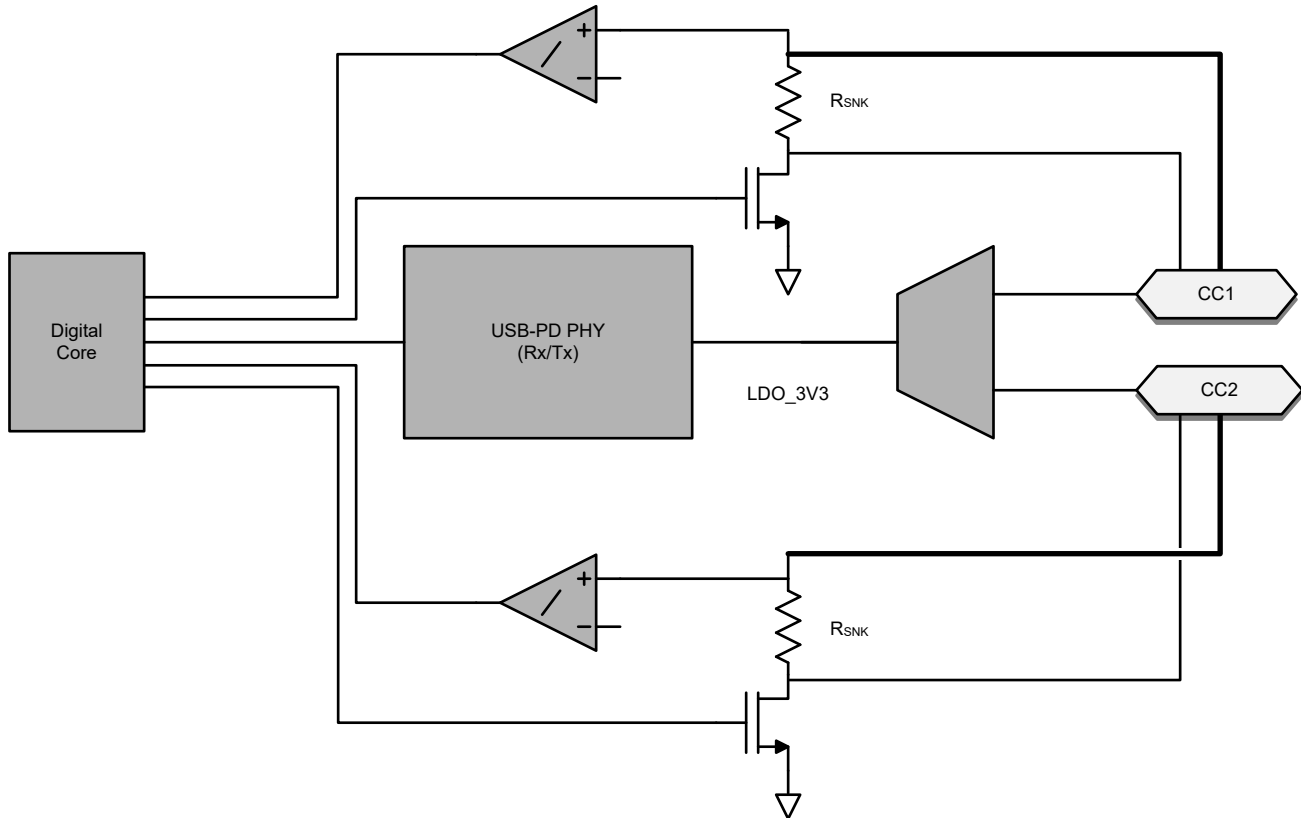 RSNK
Digital
Core
USB-PD PHY
(Rx/Tx)
LDO_3V3
CC1
CC2
RSNK